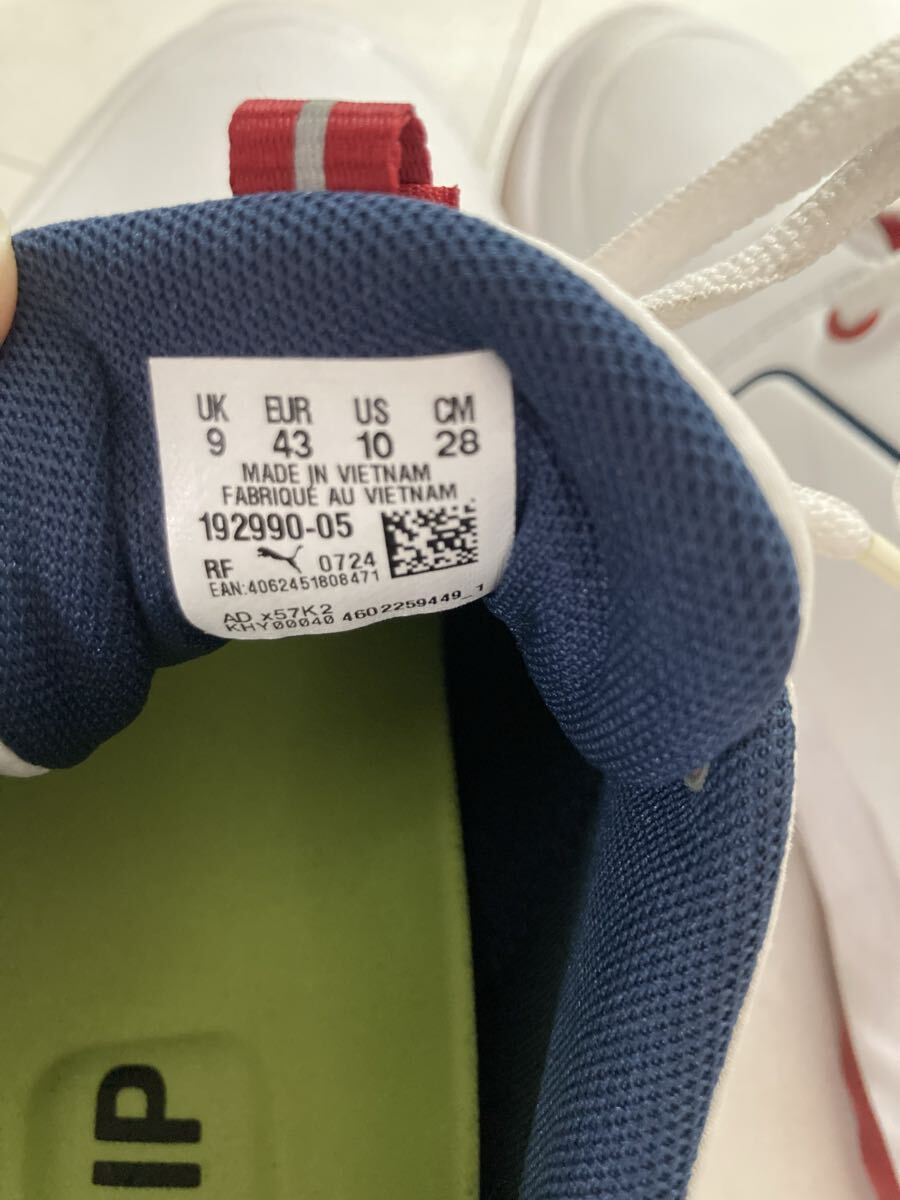 UK EUR US CM
9 43 10 28
MADE IN VIETNAM
FABRIQUÉ AU VIETNAM
192990-05
RF 0724
EAN:4062451808471
AD x57K2
KHY00040 4602259449_1
IP